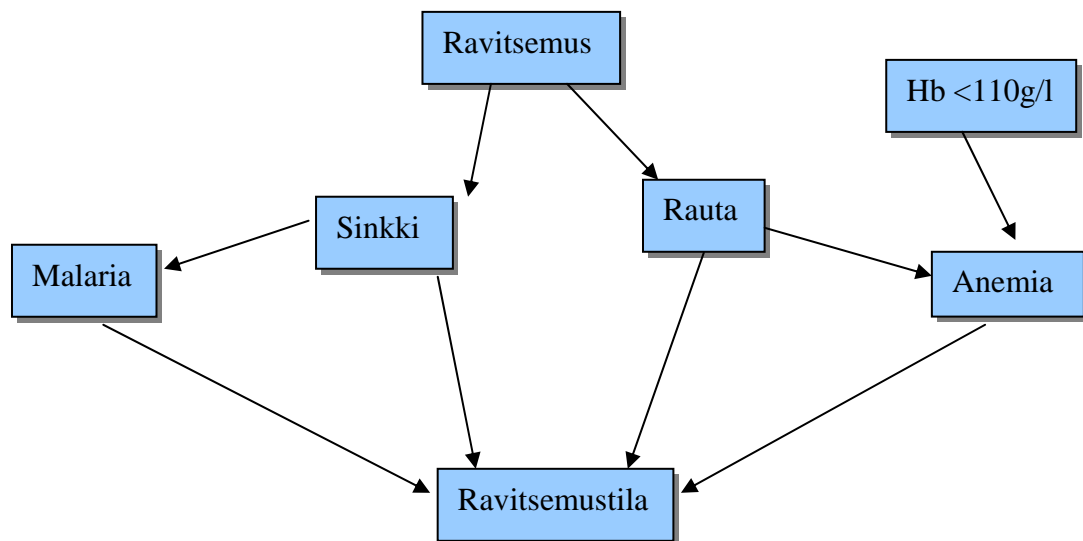 Ravitsemus
Hb <110g/l
Sinkki
Rauta
Malaria
Anemia
Ravitsemustila